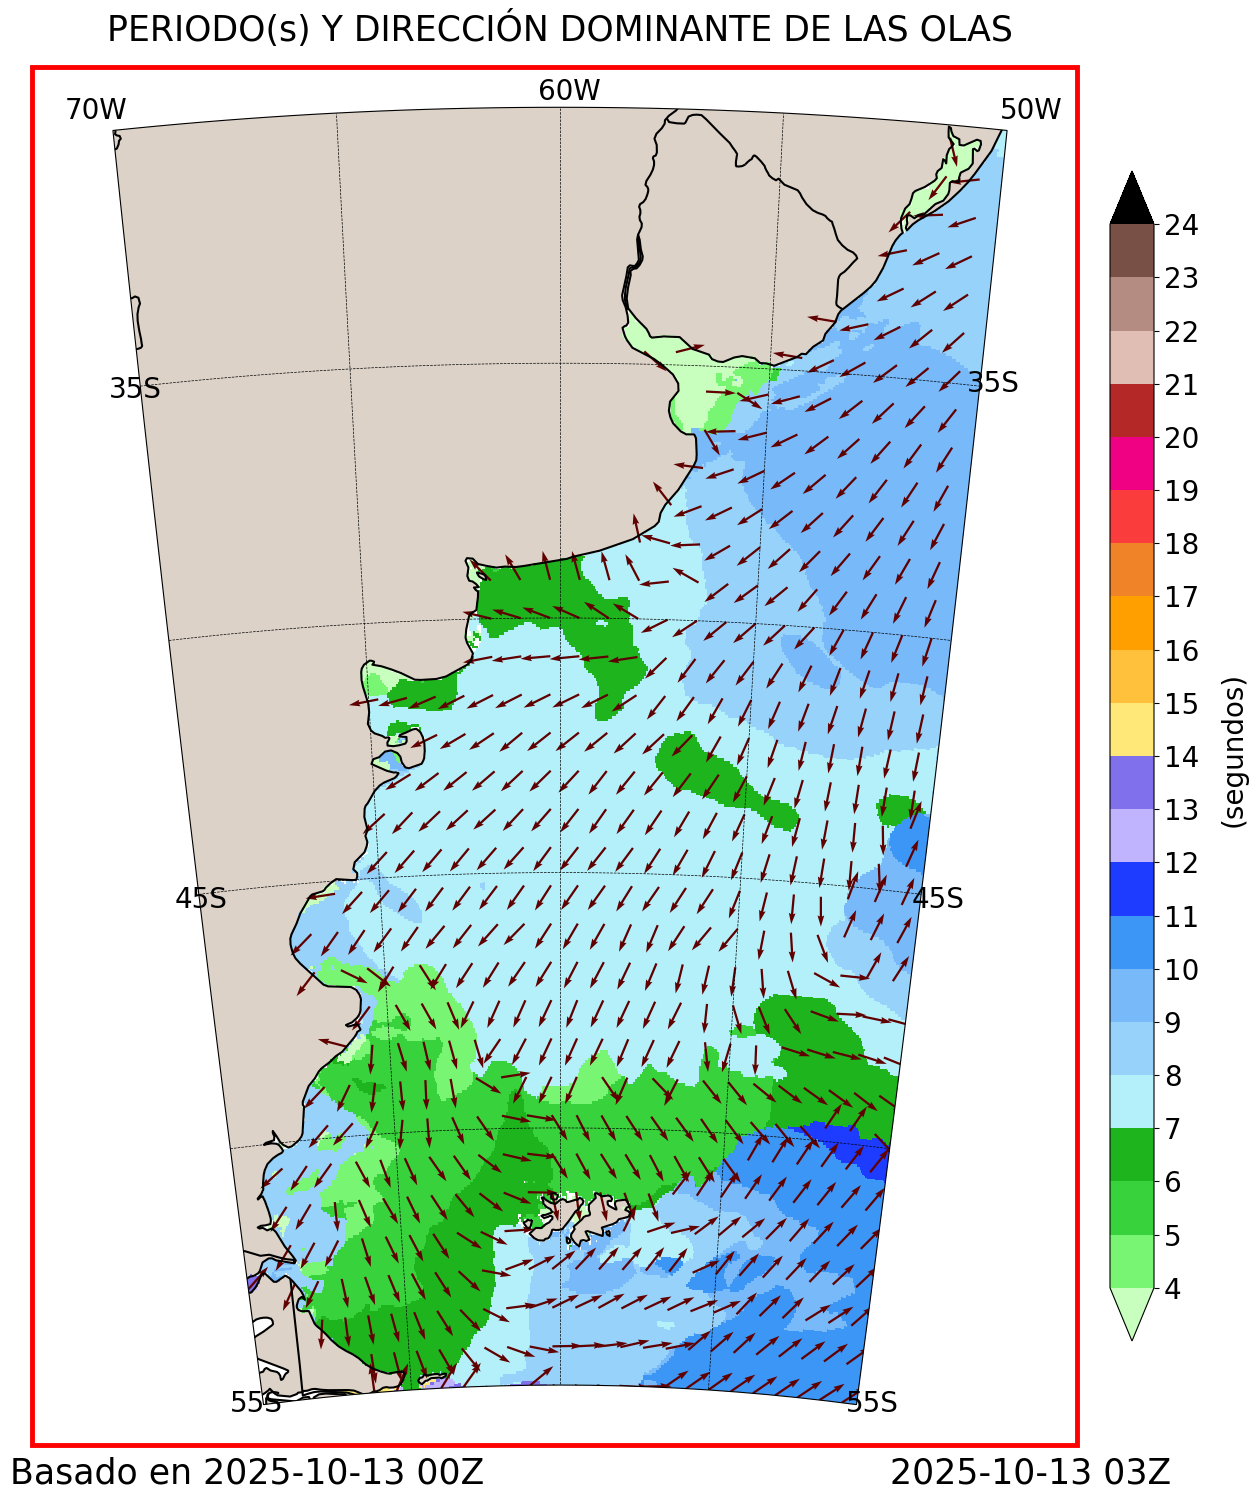 PERIODO(s) Y DIRECCIÓN DOMINANTE DE LAS OLAS
70W
60W
50W
35S
35S
45S
45S
55S
55S
24
23
22
21
20
19
18
17
16
15
14
13
12
11
10
9
8
7
6
5
4
(segundos)
Basado en 2025-10-13 00Z
2025-10-13 03Z